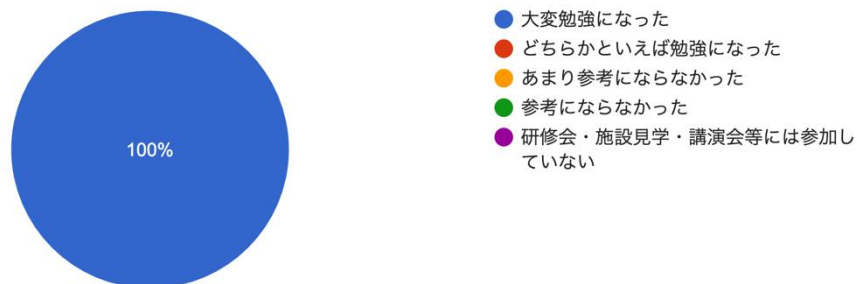 100%
大変勉強になった
どちらかといえば勉強になった
あまり参考にならなかった
参考にならなかった
研修会・施設見学・講演会等には参加し
ていない